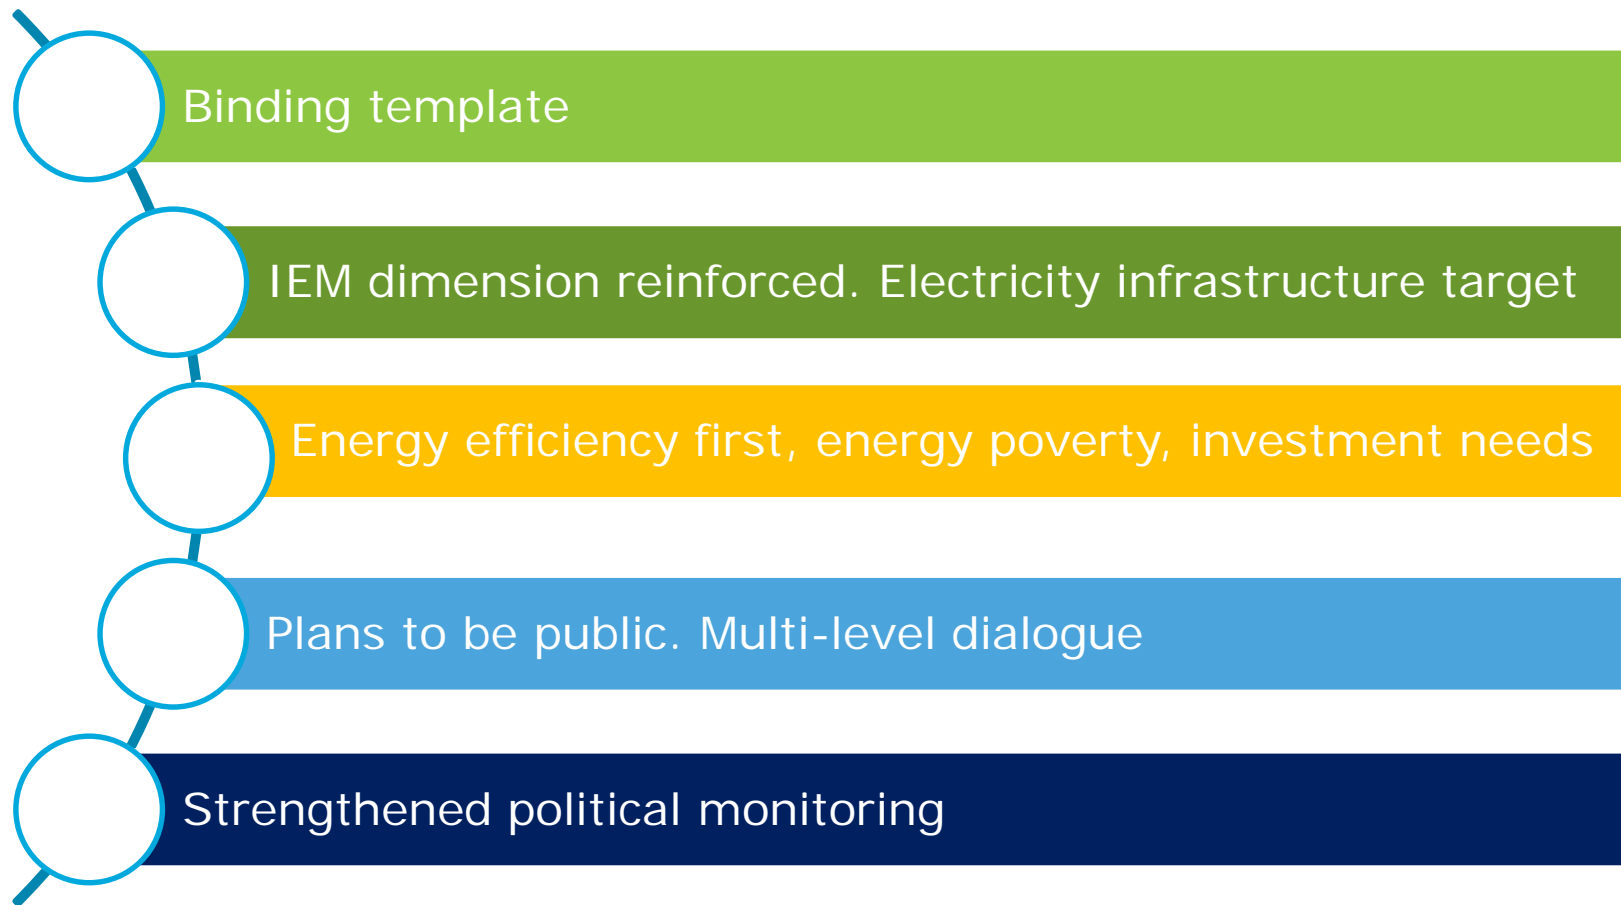 Binding template
IEM dimension reinforced. Electricity infrastructure target
Energy efficiency first, energy poverty, investment needs
Plans to be public. Multi-level dialogue
Strengthened political monitoring